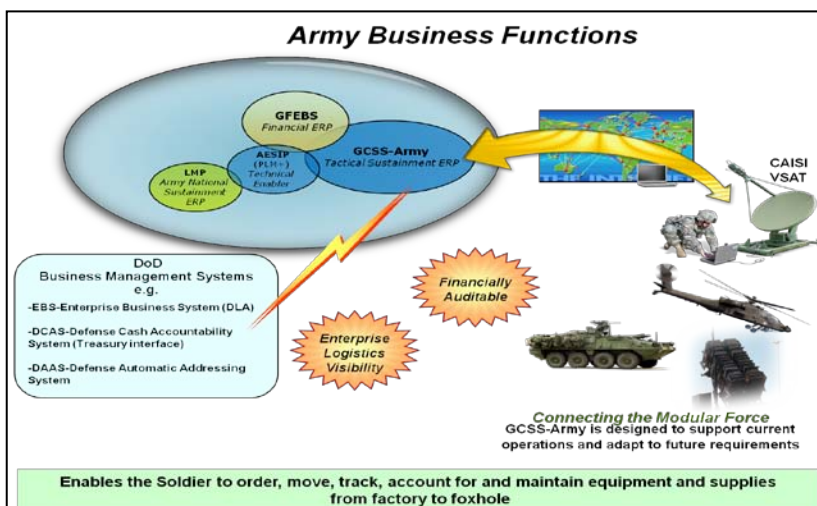 Army Business Functions
GFEBS
Financial ERP
GCSS-Army
Tactical Sustainment ERP
AESIP
(PLM+)
Technical
Enabler
LMP
Army National
Sustainment
ERP
CAISI
VSAT
DoD
Business Management Systems
e.g.
-EBS-Enterprise Business System (DLA)
-DCAS-Defense Cash Accountability
System (Treasury interface)
-DAAS-Defense Automatic Addressing
System
Financially
Auditable
Enterprise
Logistics
Visibility
Connecting the Modular Force
GCSS-Army is designed to support current
operations and adapt to future requirements
Enables the Soldier to order, move, track, account for and maintain equipment and supplies
from factory to foxhole